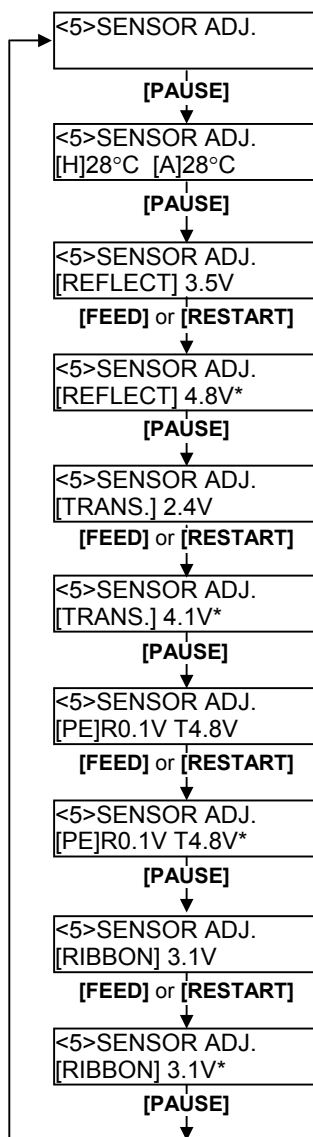 <5>SENSOR ADJ.
[PAUSE]
<5>SENSOR ADJ.
[H]28°C [A]28°C
[PAUSE]
<5>SENSOR ADJ.
[REFLECT] 3.5V
[FEED] or [RESTART]
<5>SENSOR ADJ.
[REFLECT] 4.8V*
[PAUSE]
<5>SENSOR ADJ.
[TRANS.] 2.4V
[FEED] or [RESTART]
<5>SENSOR ADJ.
[TRANS.] 4.1V*
[PAUSE]
<5>SENSOR ADJ.
[PE]R0.1V T4.8V
[FEED] or [RESTART]
<5>SENSOR ADJ.
[PE]R0.1V T4.8V*
[PAUSE]
<5>SENSOR ADJ.
[RIBBON] 3.1V
[FEED] or [RESTART]
<5>SENSOR ADJ.
[RIBBON] 3.1V*
[PAUSE]